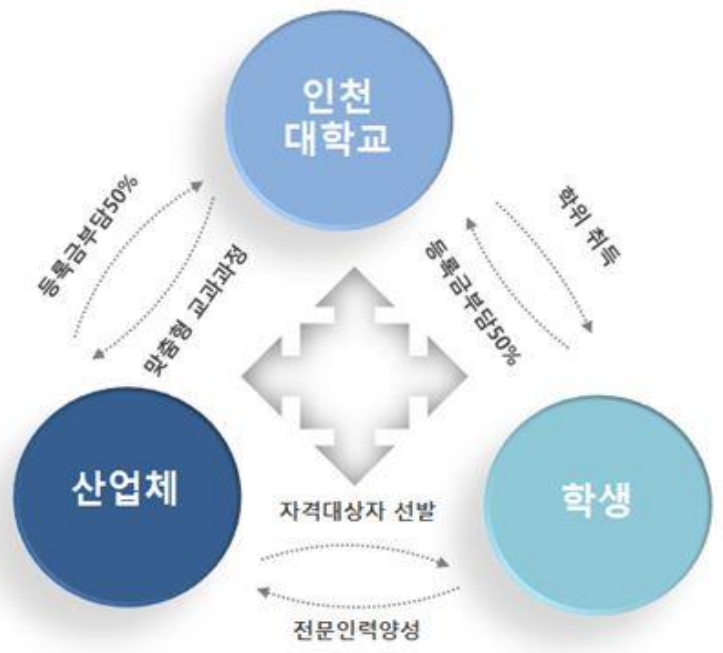 인천
대학교
등록금부담50%
맞춤형 교과과정
등록금부담50%
학위 취득
산업체
학생
자격대상자 선발
전문인력양성